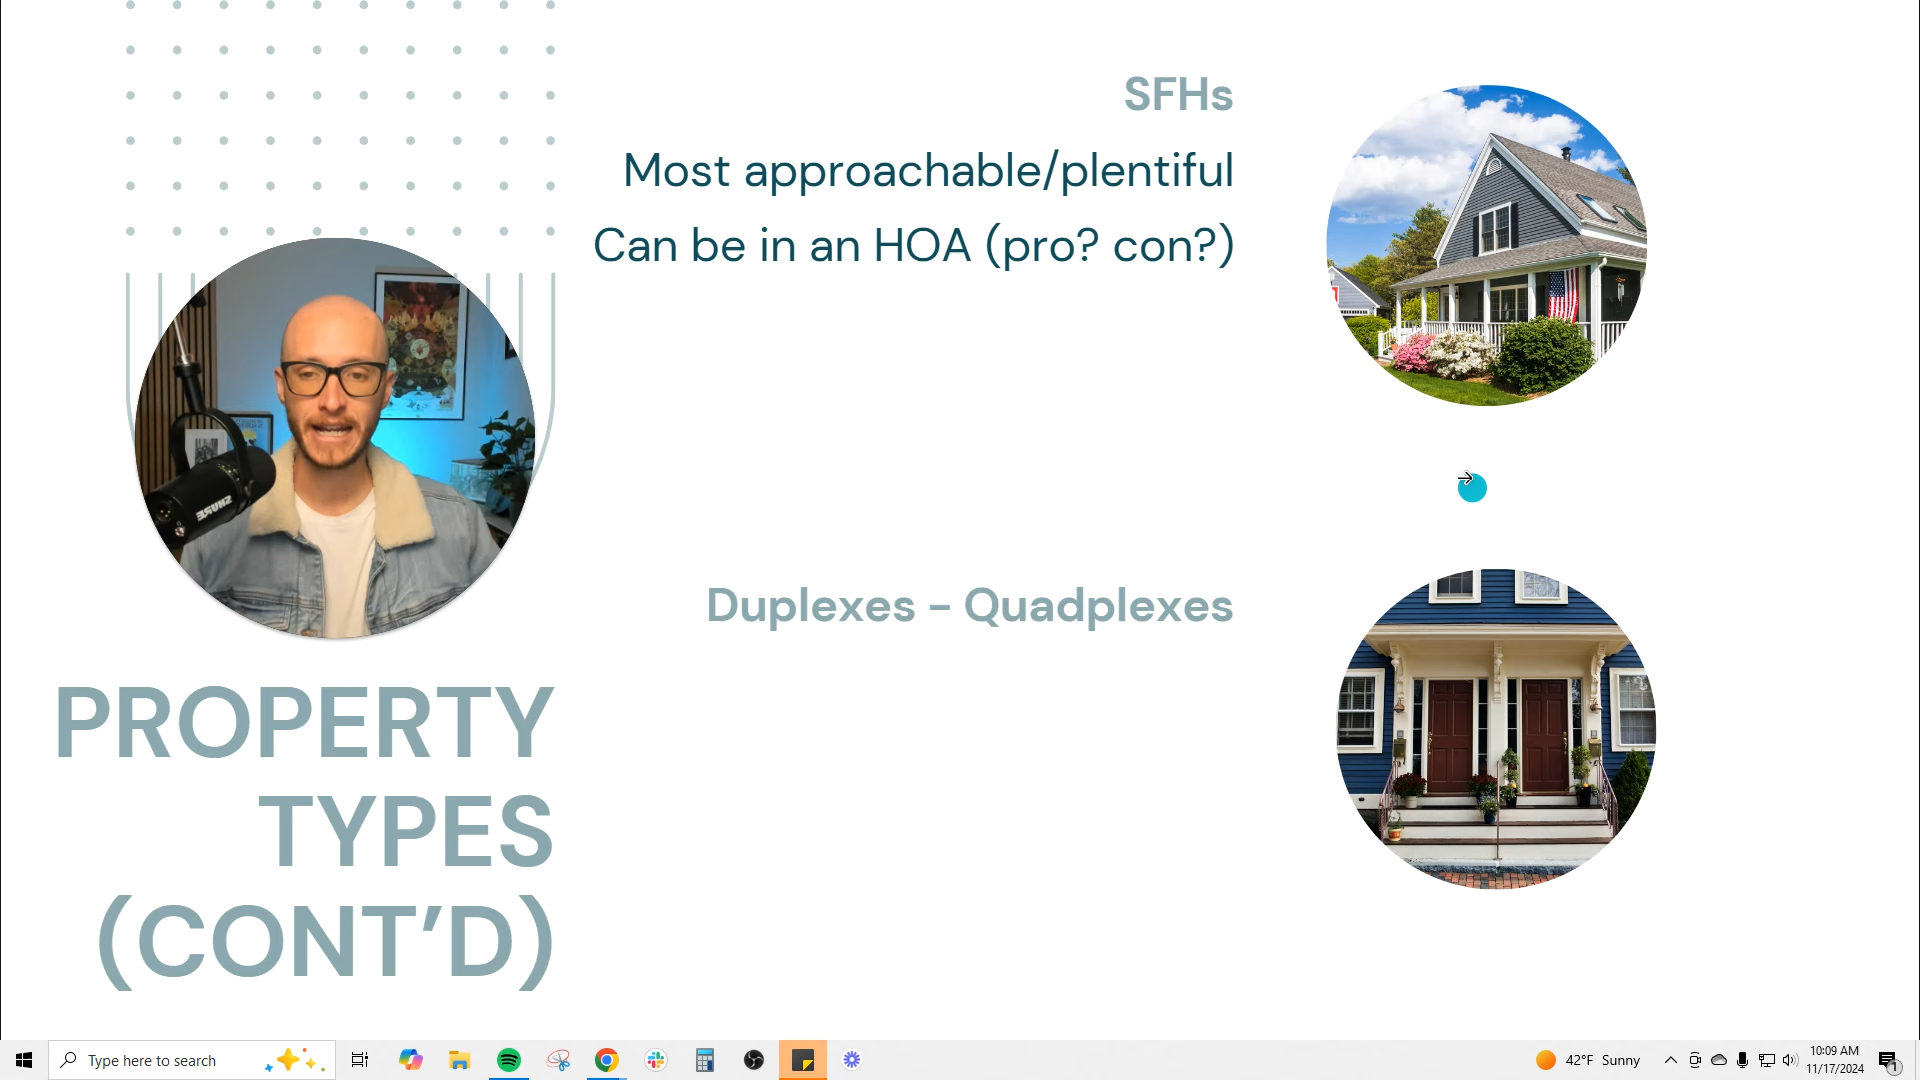 SFHs
Most approachable/plentiful
Can be in an HOA (pro? con?)
SHURE
Duplexes - Quadplexes
PROPERTY
TYPES
(CONT'D)
Type here to search
42°F Sunny
10:09 AM
11/17/2024
1